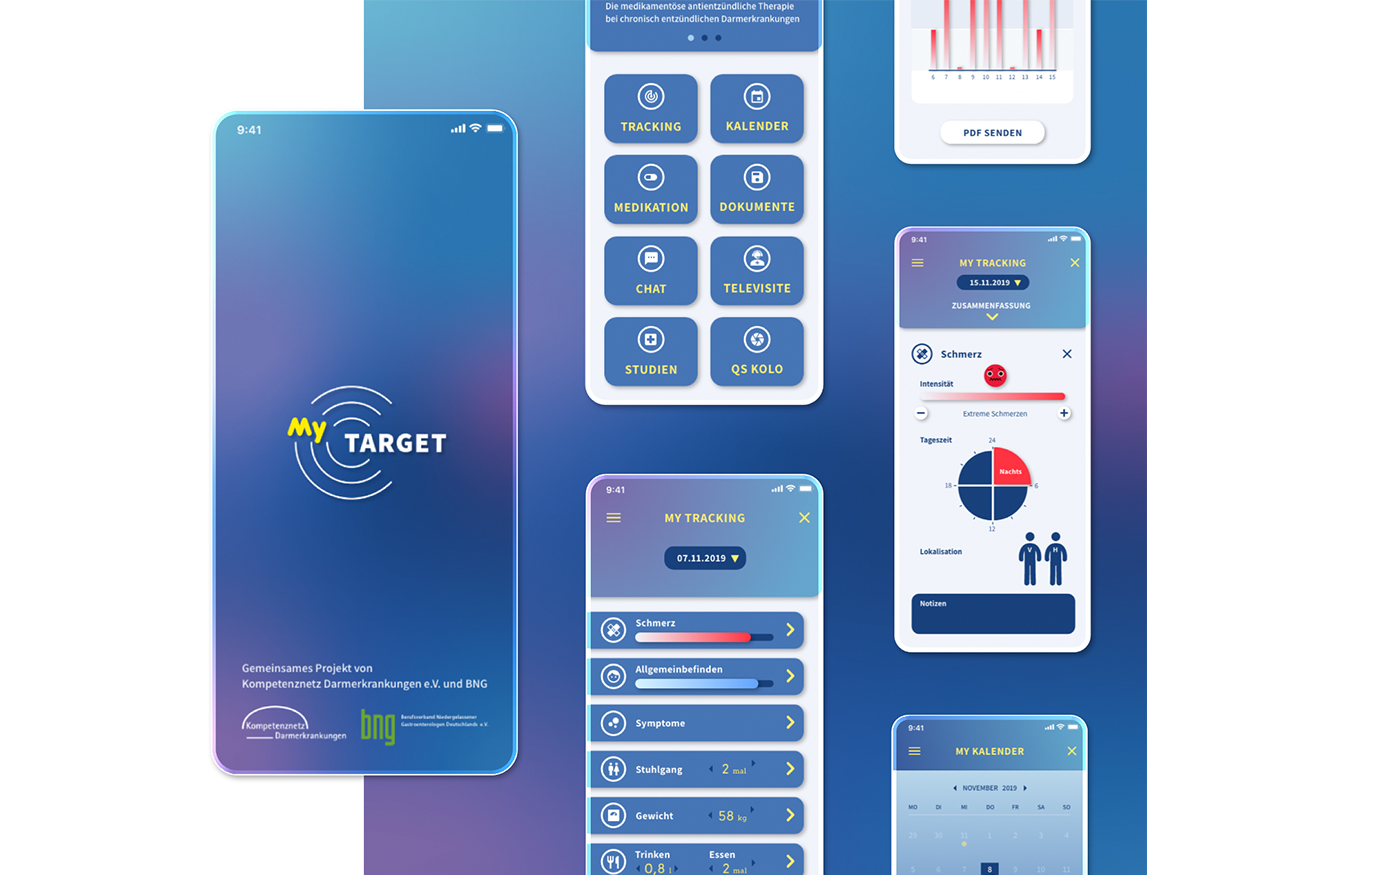 9:41
My
TARGET
Gemeinsames Projekt von
Kompetenznetz Darmerkrankungen e.V. und BNG
Kompetenznetz
Darmerkrankungen
bng
Berufsverband Niedergelassener
Gastroenterologen Deutschlands e.V.
Die medikamentöse antientzündliche Therapie
bei chronisch entzündlichen Darmerkrankungen
TRACKING
KALENDER
MEDIKATION
DOKUMENTE
CHAT
TELEVISITE
STUDIEN
QS KOLO
9:41
MY TRACKING
07.11.2019
Schmerz
Allgemeinbefinden
Symptome
Stuhlgang 2 mal
Gewicht 58 kg
Trinken Essen
0,8 l 2 mal
6 7 8 9 10 11 12 13 14 15
PDF SENDEN
9:41
MY TRACKING
15.11.2019
ZUSAMMENFASSUNG
Schmerz
Intensität
Extreme Schmerzen
Tageszeit
24
Nachts
18
6
12
Lokalisation
V H
Notizen
9:41
MY KALENDER
NOVEMBER 2019
MO DI MI DO FR SA SO
29 30 31 1 2 3 4
5 6 7 8 9 10 11